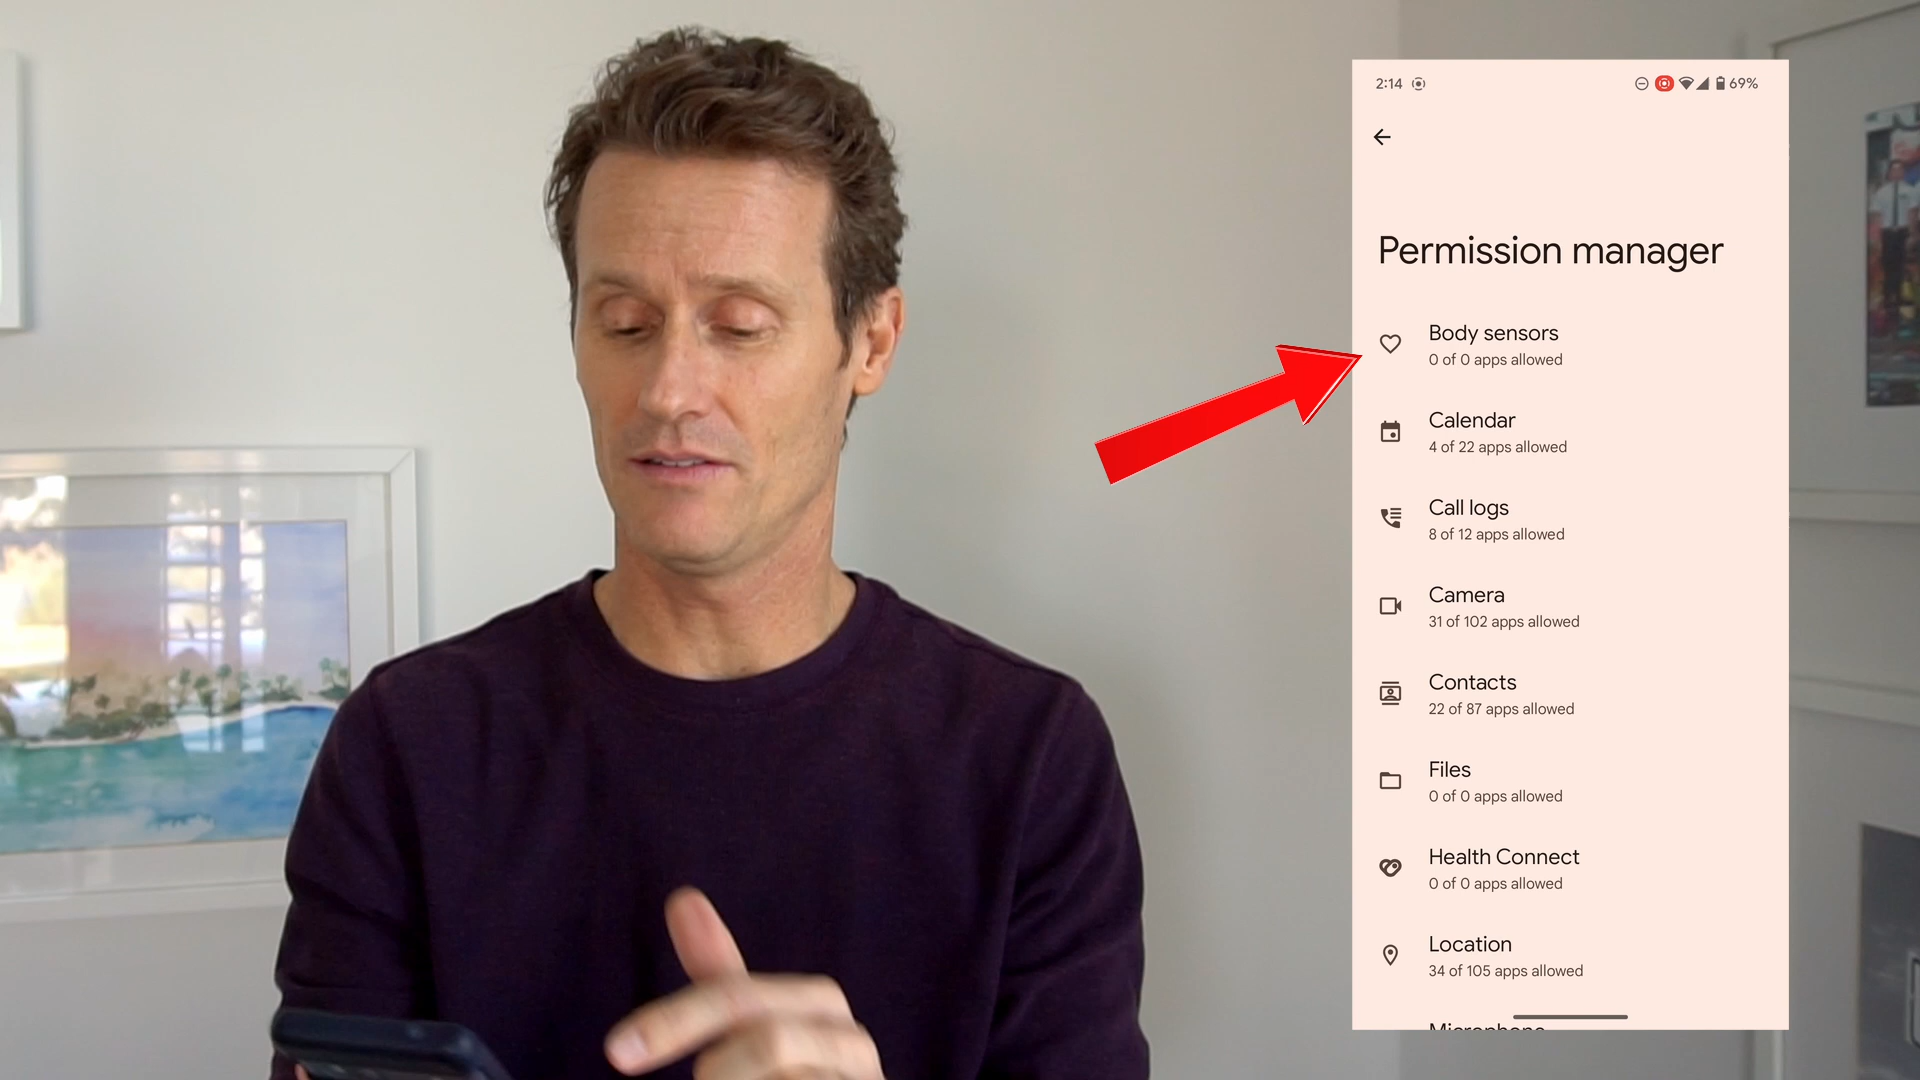 2:14 69%
Permission manager
Body sensors
0 of 0 apps allowed
Calendar
4 of 22 apps allowed
Call logs
8 of 12 apps allowed
Camera
31 of 102 apps allowed
Contacts
22 of 87 apps allowed
Files
0 of 0 apps allowed
Health Connect
0 of 0 apps allowed
Location
34 of 105 apps allowed
Microphone